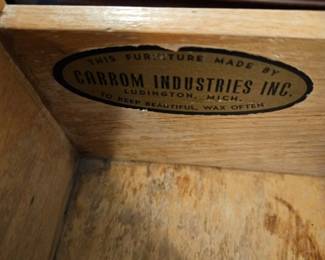 THIS FURNITURE MADE BY
CARROM INDUSTRIES INC.
LUDINGTON, MICH.
TO KEEP BEAUTIFUL, WAX OFTEN